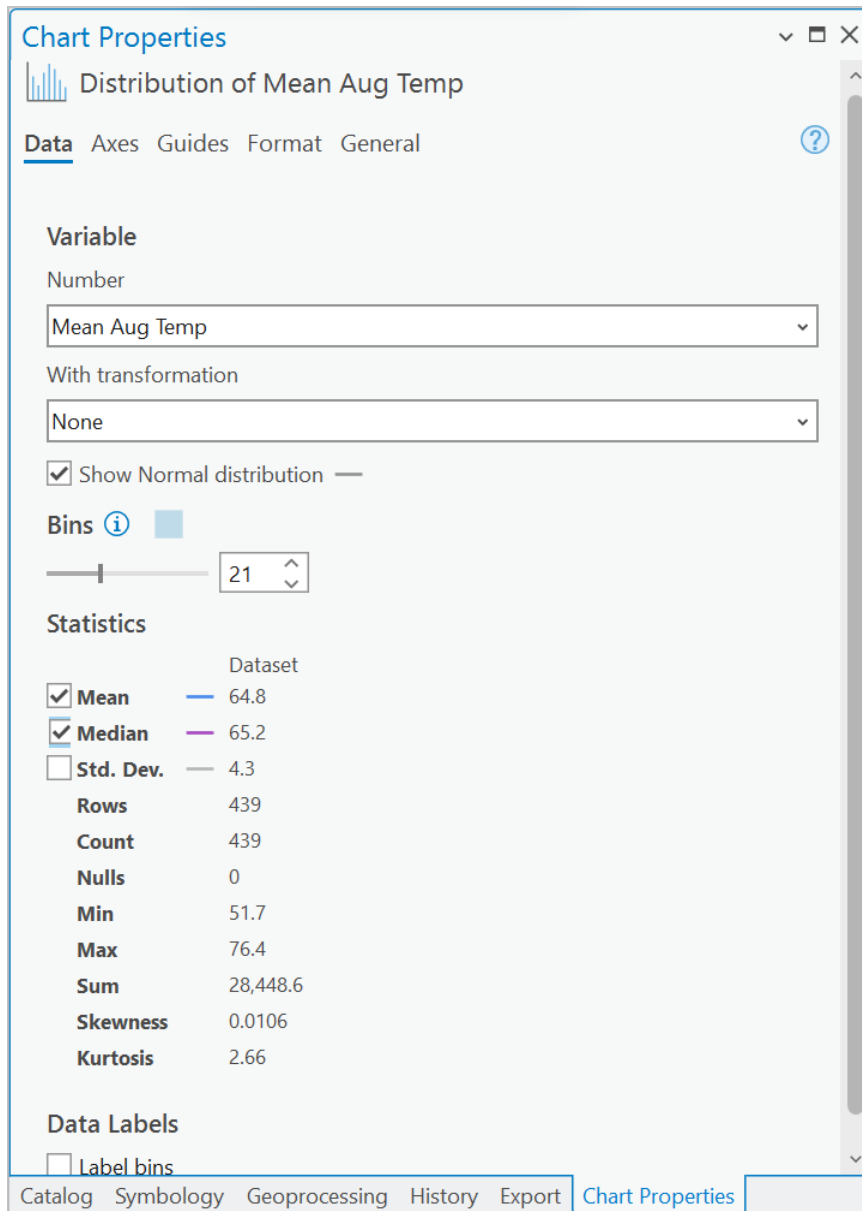 Chart Properties
Distribution of Mean Aug Temp
Data Axes Guides Format General
Variable
Number
Mean Aug Temp
With transformation
None
Show Normal distribution
Bins
21
Statistics
Dataset
Mean 64.8
Median 65.2
Std. Dev. 4.3
Rows 439
Count 439
Nulls 0
Min 51.7
Max 76.4
Sum 28,448.6
Skewness 0.0106
Kurtosis 2.66
Data Labels
Label bins
Catalog Symbology Geoprocessing History Export Chart Properties